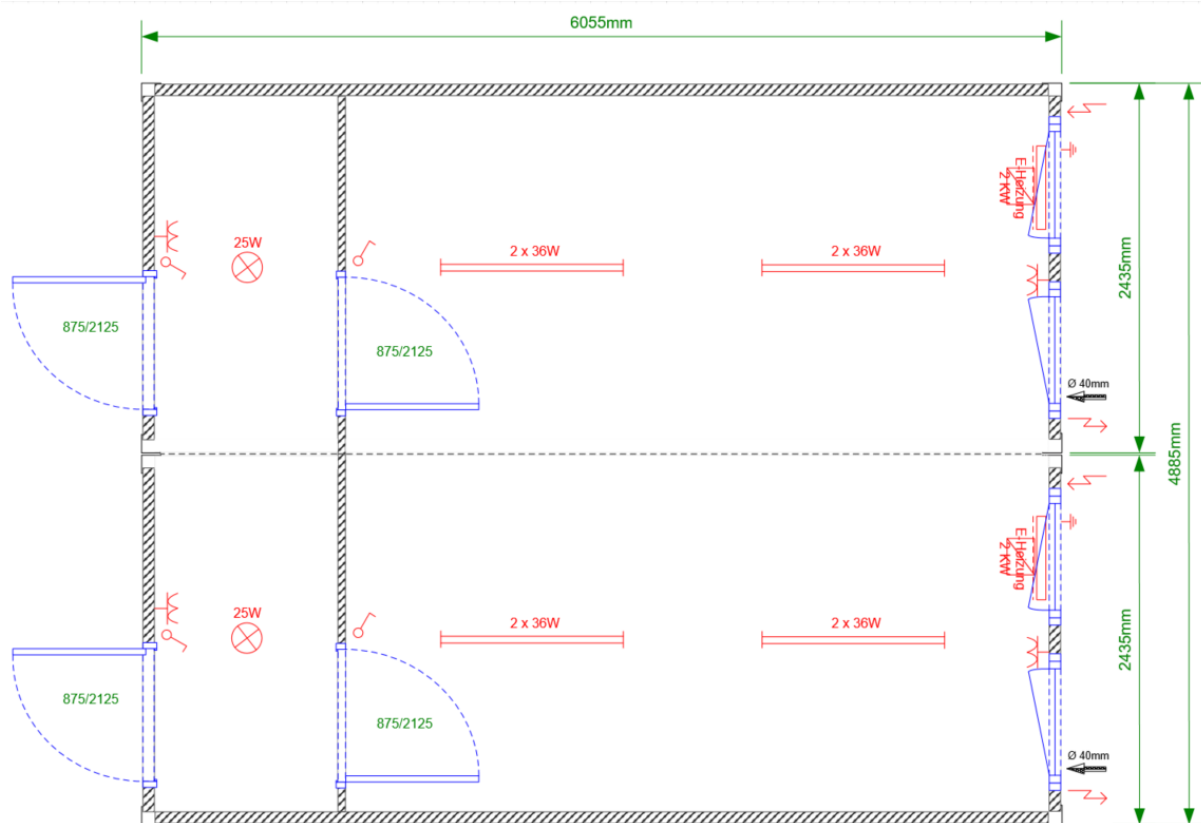 6055mm
E-Heizung
2 KW
25W
2 x 36W
2 x 36W
2435mm
875/2125
875/2125
Ø 40mm
4885mm
E-Heizung
2 KW
25W
2 x 36W
2 x 36W
2435mm
875/2125
875/2125
Ø 40mm